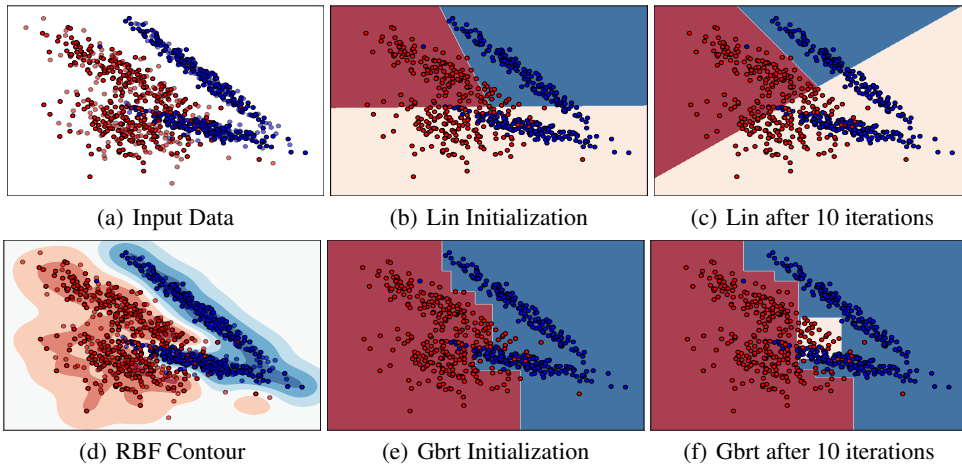 (a) Input Data
(b) Lin Initialization
(c) Lin after 10 iterations
(d) RBF Contour
(e) Gbrt Initialization
(f) Gbrt after 10 iterations